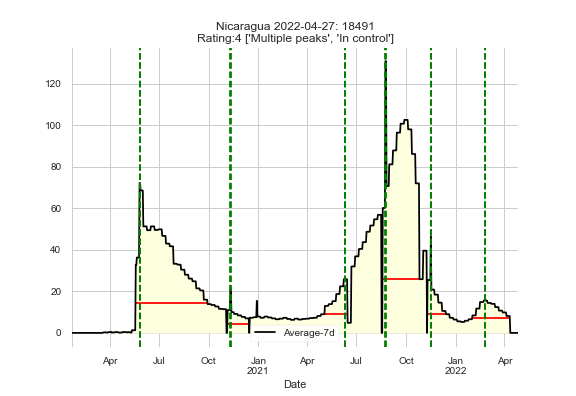 Nicaragua 2022-04-27: 18491
Rating:4 ['Multiple peaks', 'In control']
120
100
80
60
40
20
0
Average-7d
Apr Jul Oct Jan Apr Jul Oct Jan Apr
2021 2022
Date